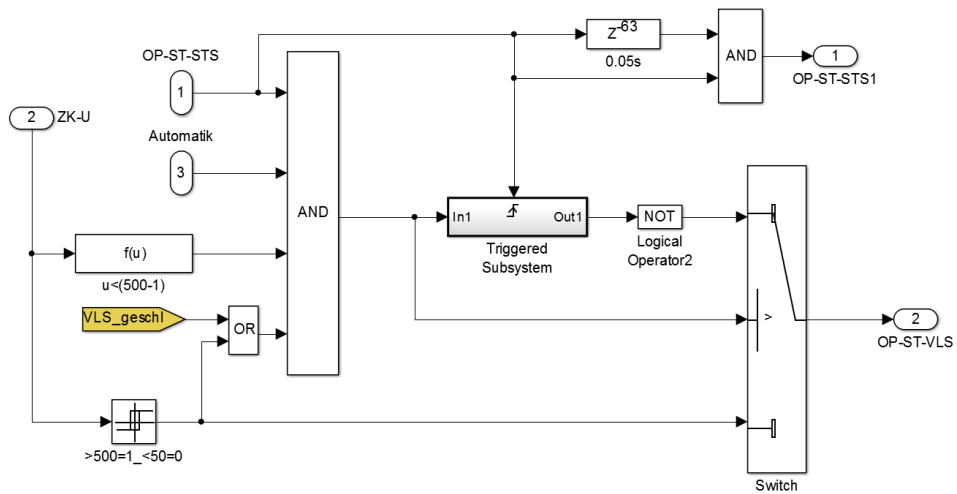 OP-ST-STS
1
2
ZK-U
Automatik
3
f(u)
u<(500-1)
VLS_geschl
OR
>500=1_<50=0
AND
Z-63
0.05s
AND
1
OP-ST-STS1
In1
Out1
Triggered
Subsystem
NOT
Logical
Operator2
>
Switch
2
OP-ST-VLS